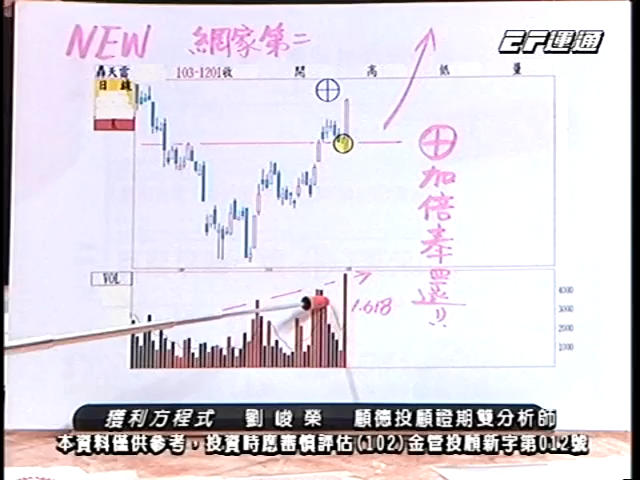 NEW 網家第二
EF運通
轟天雷 103-1201收 開 高 低 量
日線
⊕
⊕加倍奉還!!
VOL
1.618
4000
3000
2000
1000
獲利方程式 劉峻榮 顧德投顧證期雙分析師
本資料僅供參考，投資時應審慎評估(102)金管投顧新字第012號